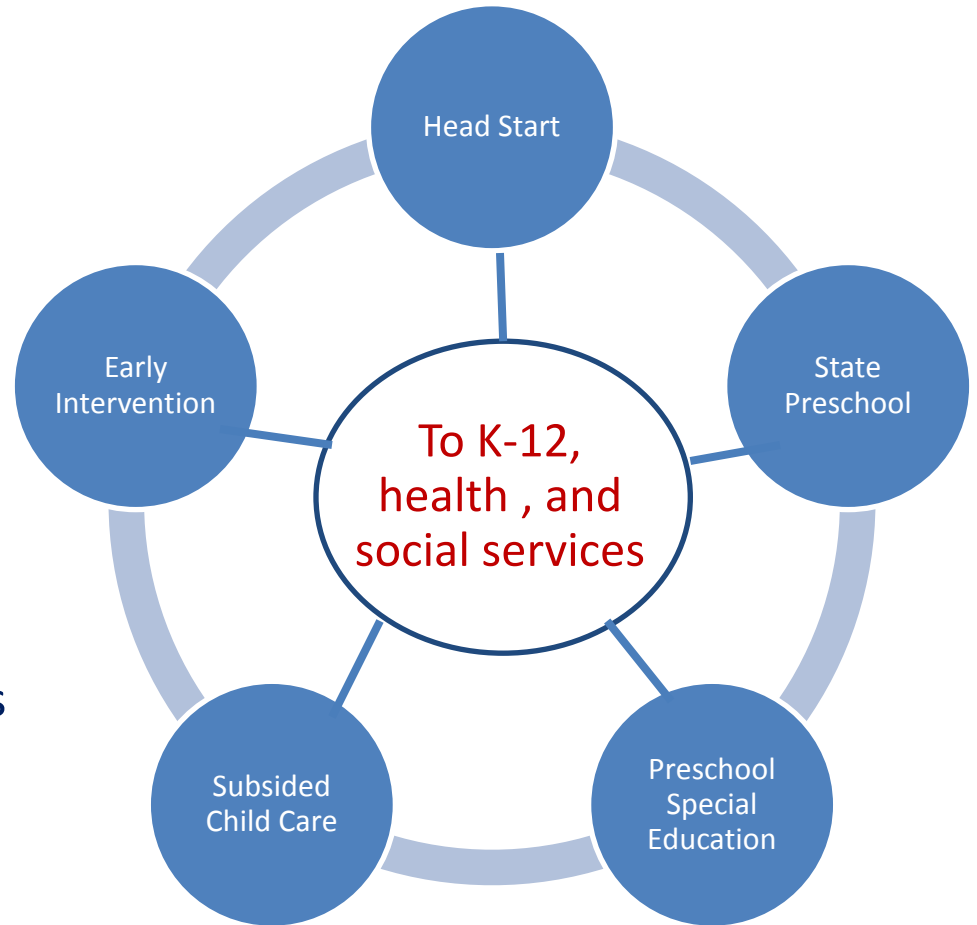 Head Start
Early
Intervention
State
Preschool
To K-12,
health , and
social services
s
Subsided
Child Care
Preschool
Special
Education